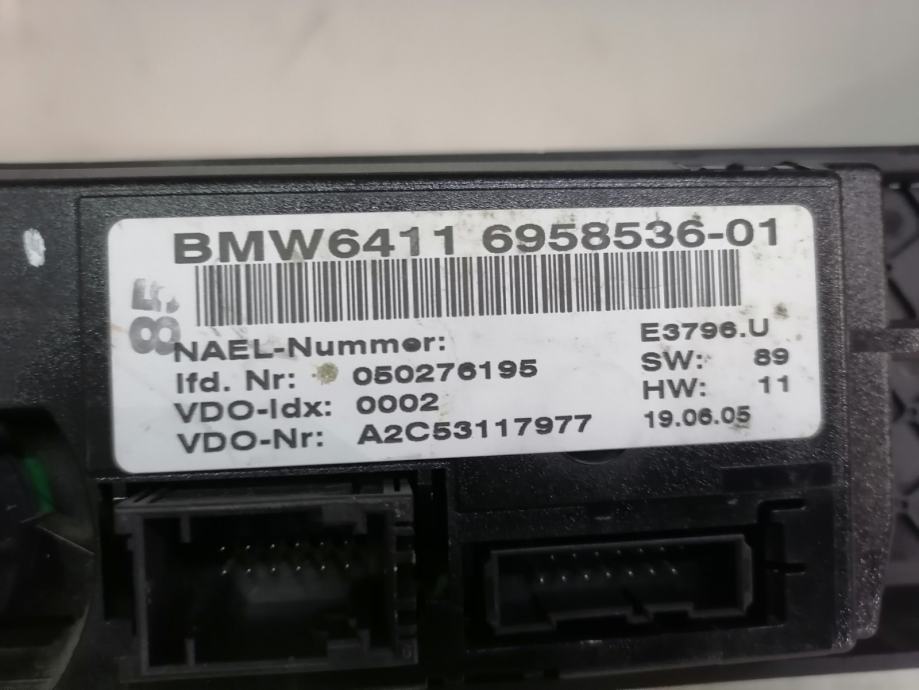 BMW6411 6958536-01
8F
NAEL-Nummer: E3796.U
lfd. Nr: 050276195 SW: 89
VDO-Idx: 0002 HW: 11
VDO-Nr: A2C53117977 19.06.05